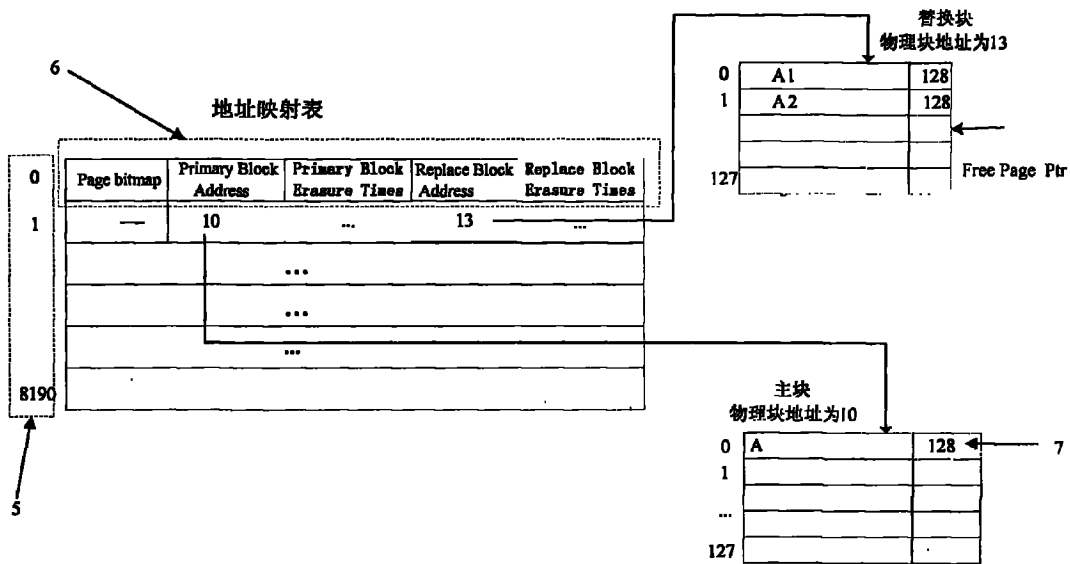 替换块
物理块地址为13
6
0 A1 128
1 A2 128
127
Free Page Ptr
地址映射表
0
Page bitmap
Primary Block Address
Primary Block Erasure Times
Replace Block Address
Replace Block Erasure Times
1 — 10 ... 13 ...
...
...
...
8190
5
主块
物理块地址为10
0 A 128
7
1
...
127